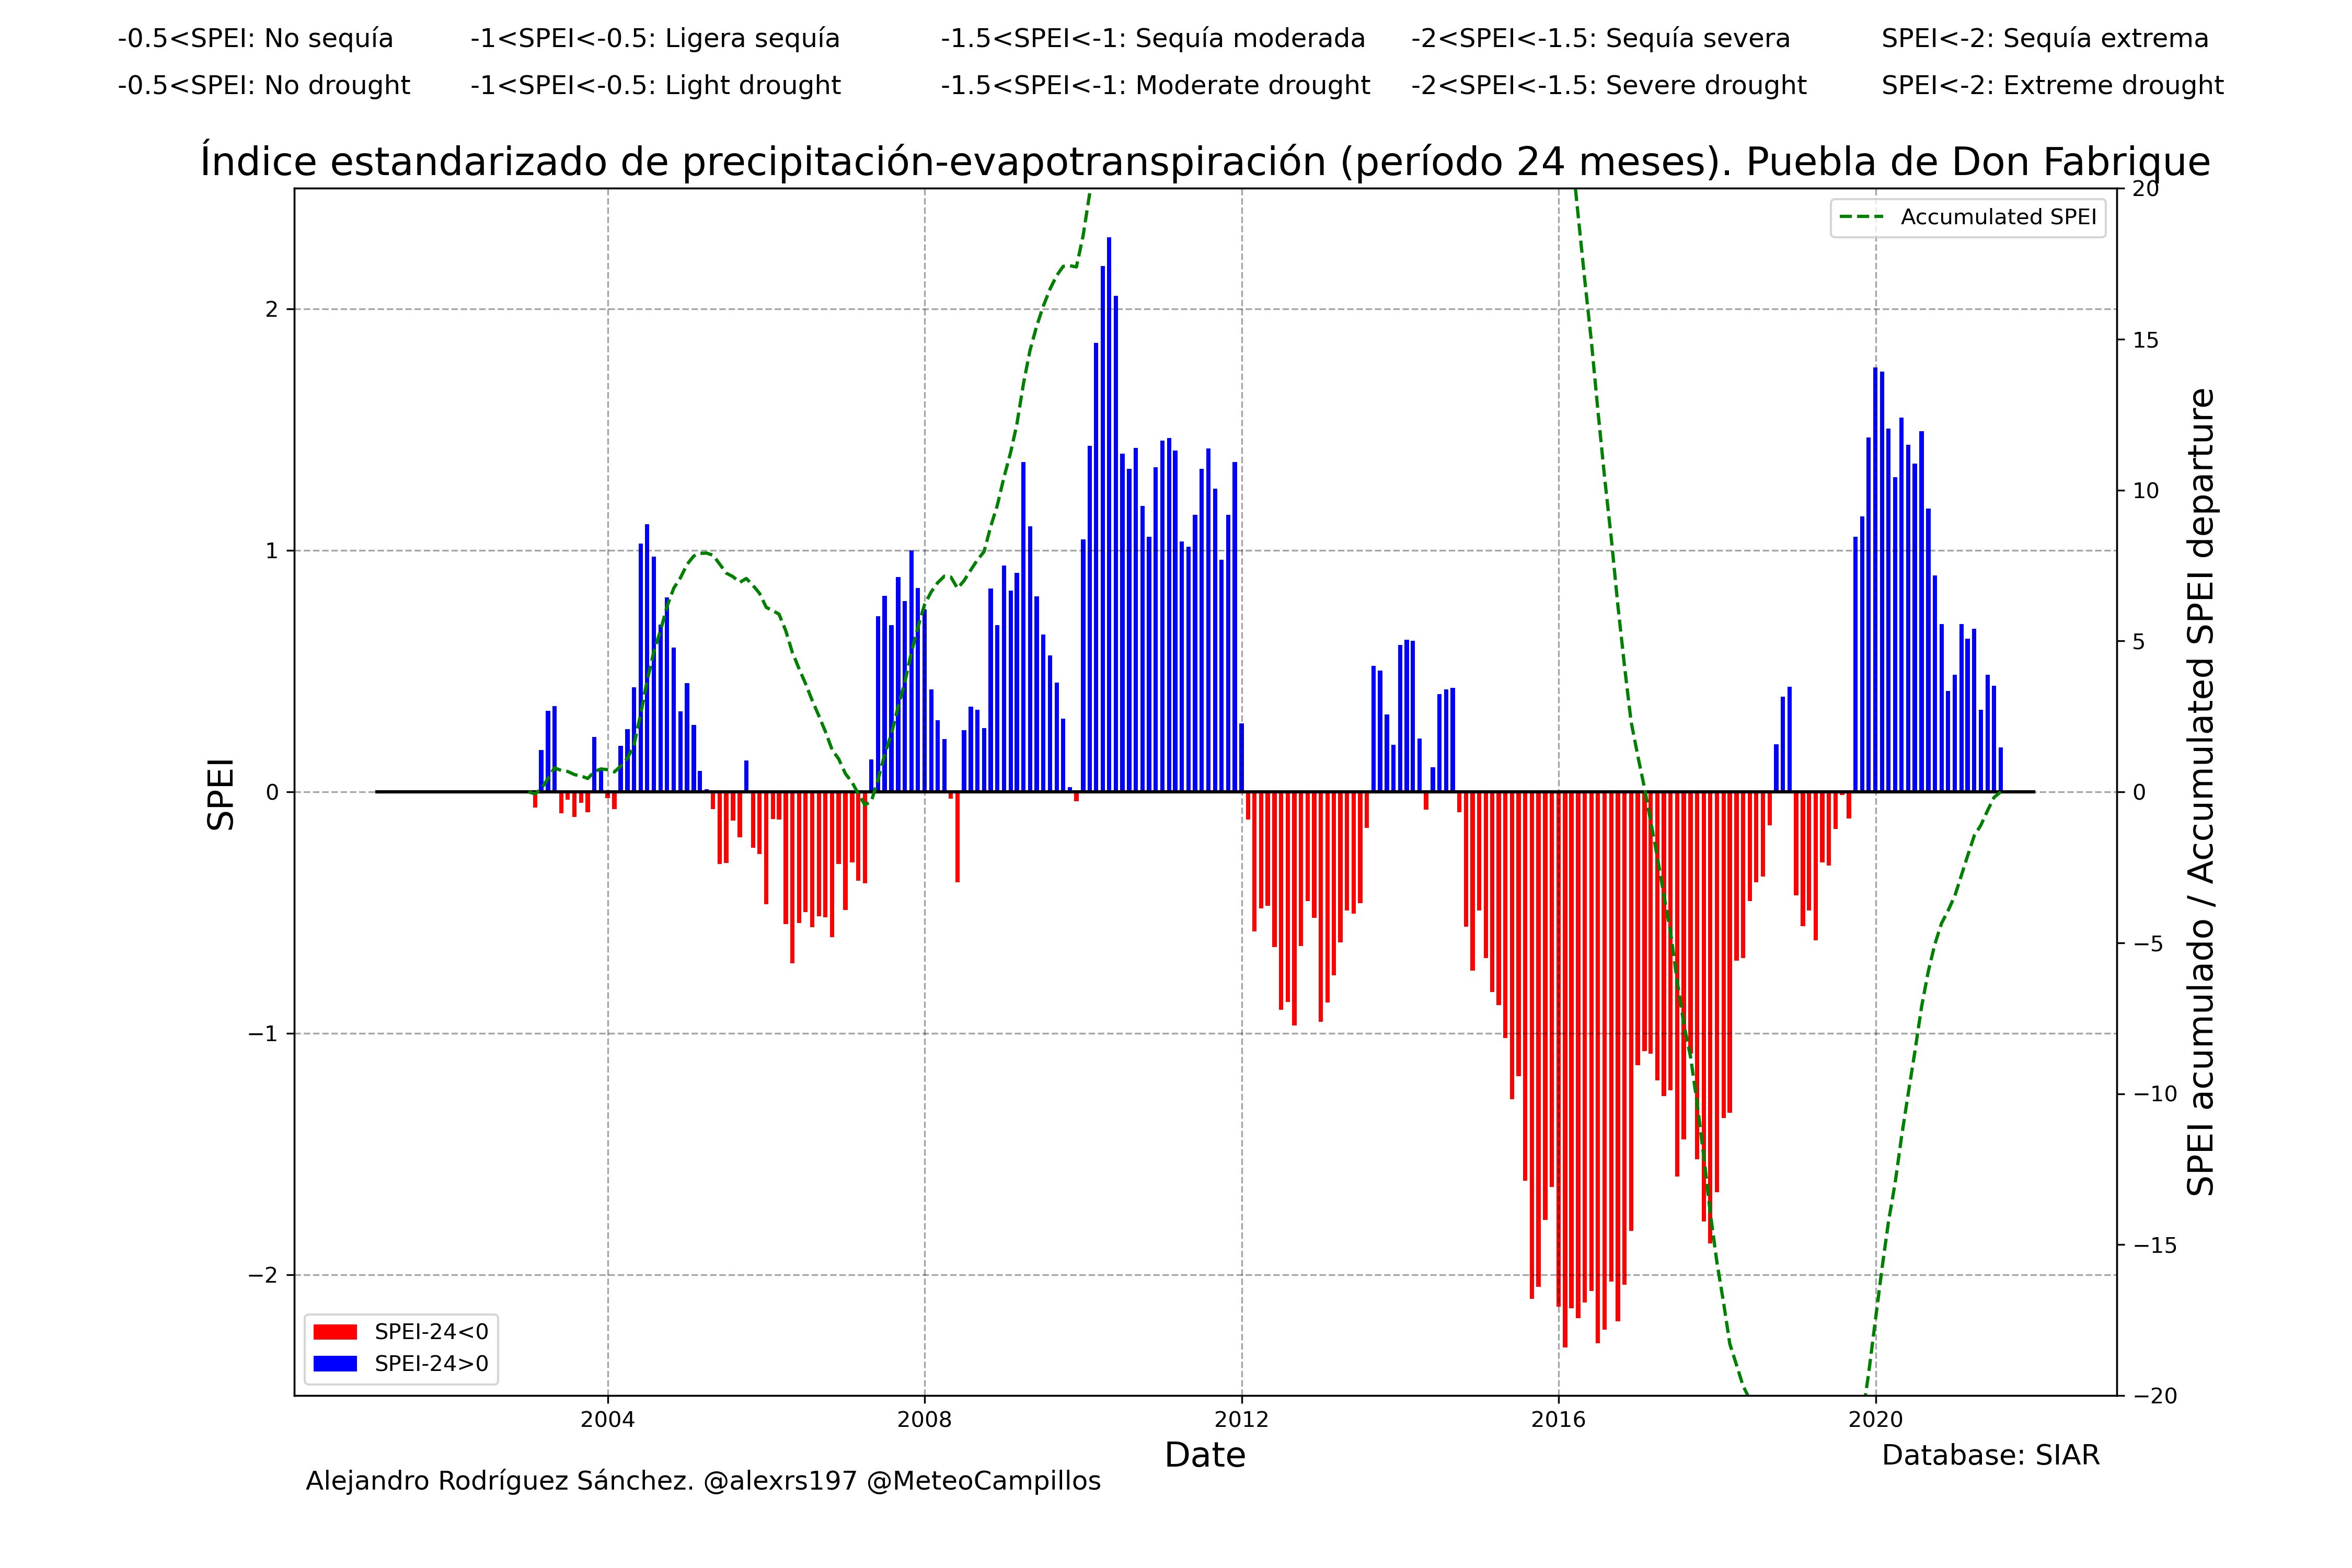 -0.5<SPEI: No sequía -1<SPEI<-0.5: Ligera sequía -1.5<SPEI<-1: Sequía moderada -2<SPEI<-1.5: Sequía severa SPEI<-2: Sequía extrema
-0.5<SPEI: No drought -1<SPEI<-0.5: Light drought -1.5<SPEI<-1: Moderate drought -2<SPEI<-1.5: Severe drought SPEI<-2: Extreme drought
Índice estandarizado de precipitación-evapotranspiración (período 24 meses). Puebla de Don Fabrique
Accumulated SPEI
SPEI
2
1
0
−1
−2
20
15
10
5
0
−5
−10
−15
−20
SPEI acumulado / Accumulated SPEI departure
SPEI-24<0
SPEI-24>0
2004 2008 2012 2016 2020
Date
Database: SIAR
Alejandro Rodríguez Sánchez. @alexrs197 @MeteoCampillos